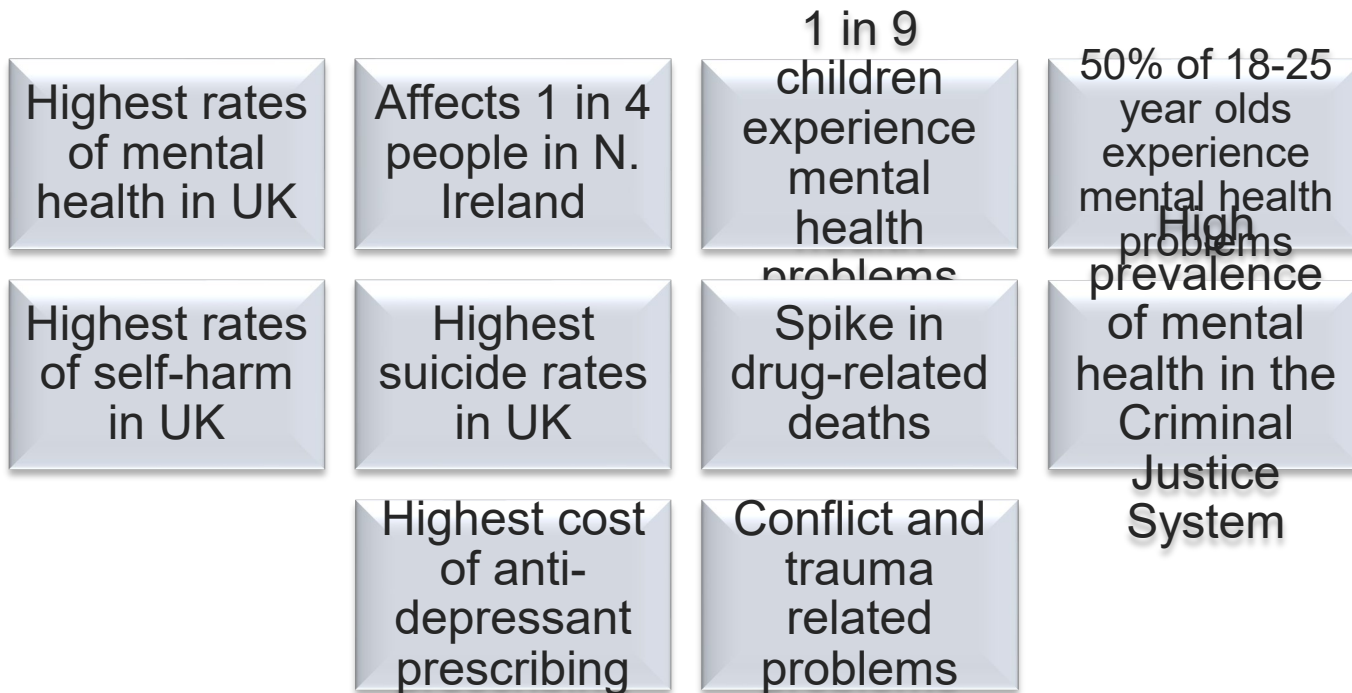 Highest rates
of mental
health in UK
Affects 1 in 4
people in N.
Ireland
1 in 9
children
experience
mental
health
problems
50% of 18-25
year olds
experience
mental health
problems
Highest rates
of self-harm
in UK
Highest
suicide rates
in UK
Spike in
drug-related
deaths
High
prevalence
of mental
health in the
Criminal
Justice
System
Highest cost
of anti-
depressant
prescribing
Conflict and
trauma
related
problems